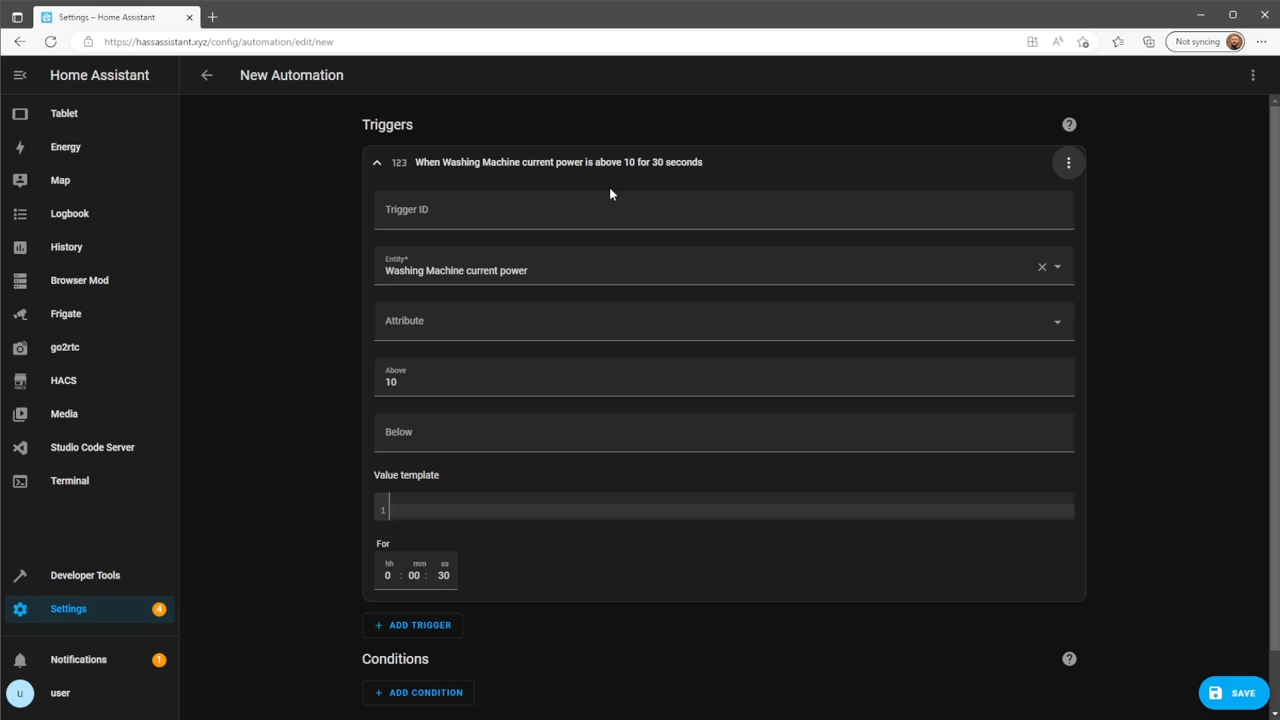 Settings – Home Assistant
https://hassassistant.xyz/config/automation/edit/new
Not syncing
Home Assistant
New Automation
Tablet
Energy
Map
Logbook
History
Browser Mod
Frigate
go2rtc
HACS
HACS
Media
Studio Code Server
Terminal
Developer Tools
Settings
4
Notifications
1
u
user
Triggers
123 When Washing Machine current power is above 10 for 30 seconds
Trigger ID
Entity*
Washing Machine current power
Attribute
Above
10
Below
Value template
1
For
hh mm ss
0 : 00 : 30
+ ADD TRIGGER
Conditions
+ ADD CONDITION
SAVE